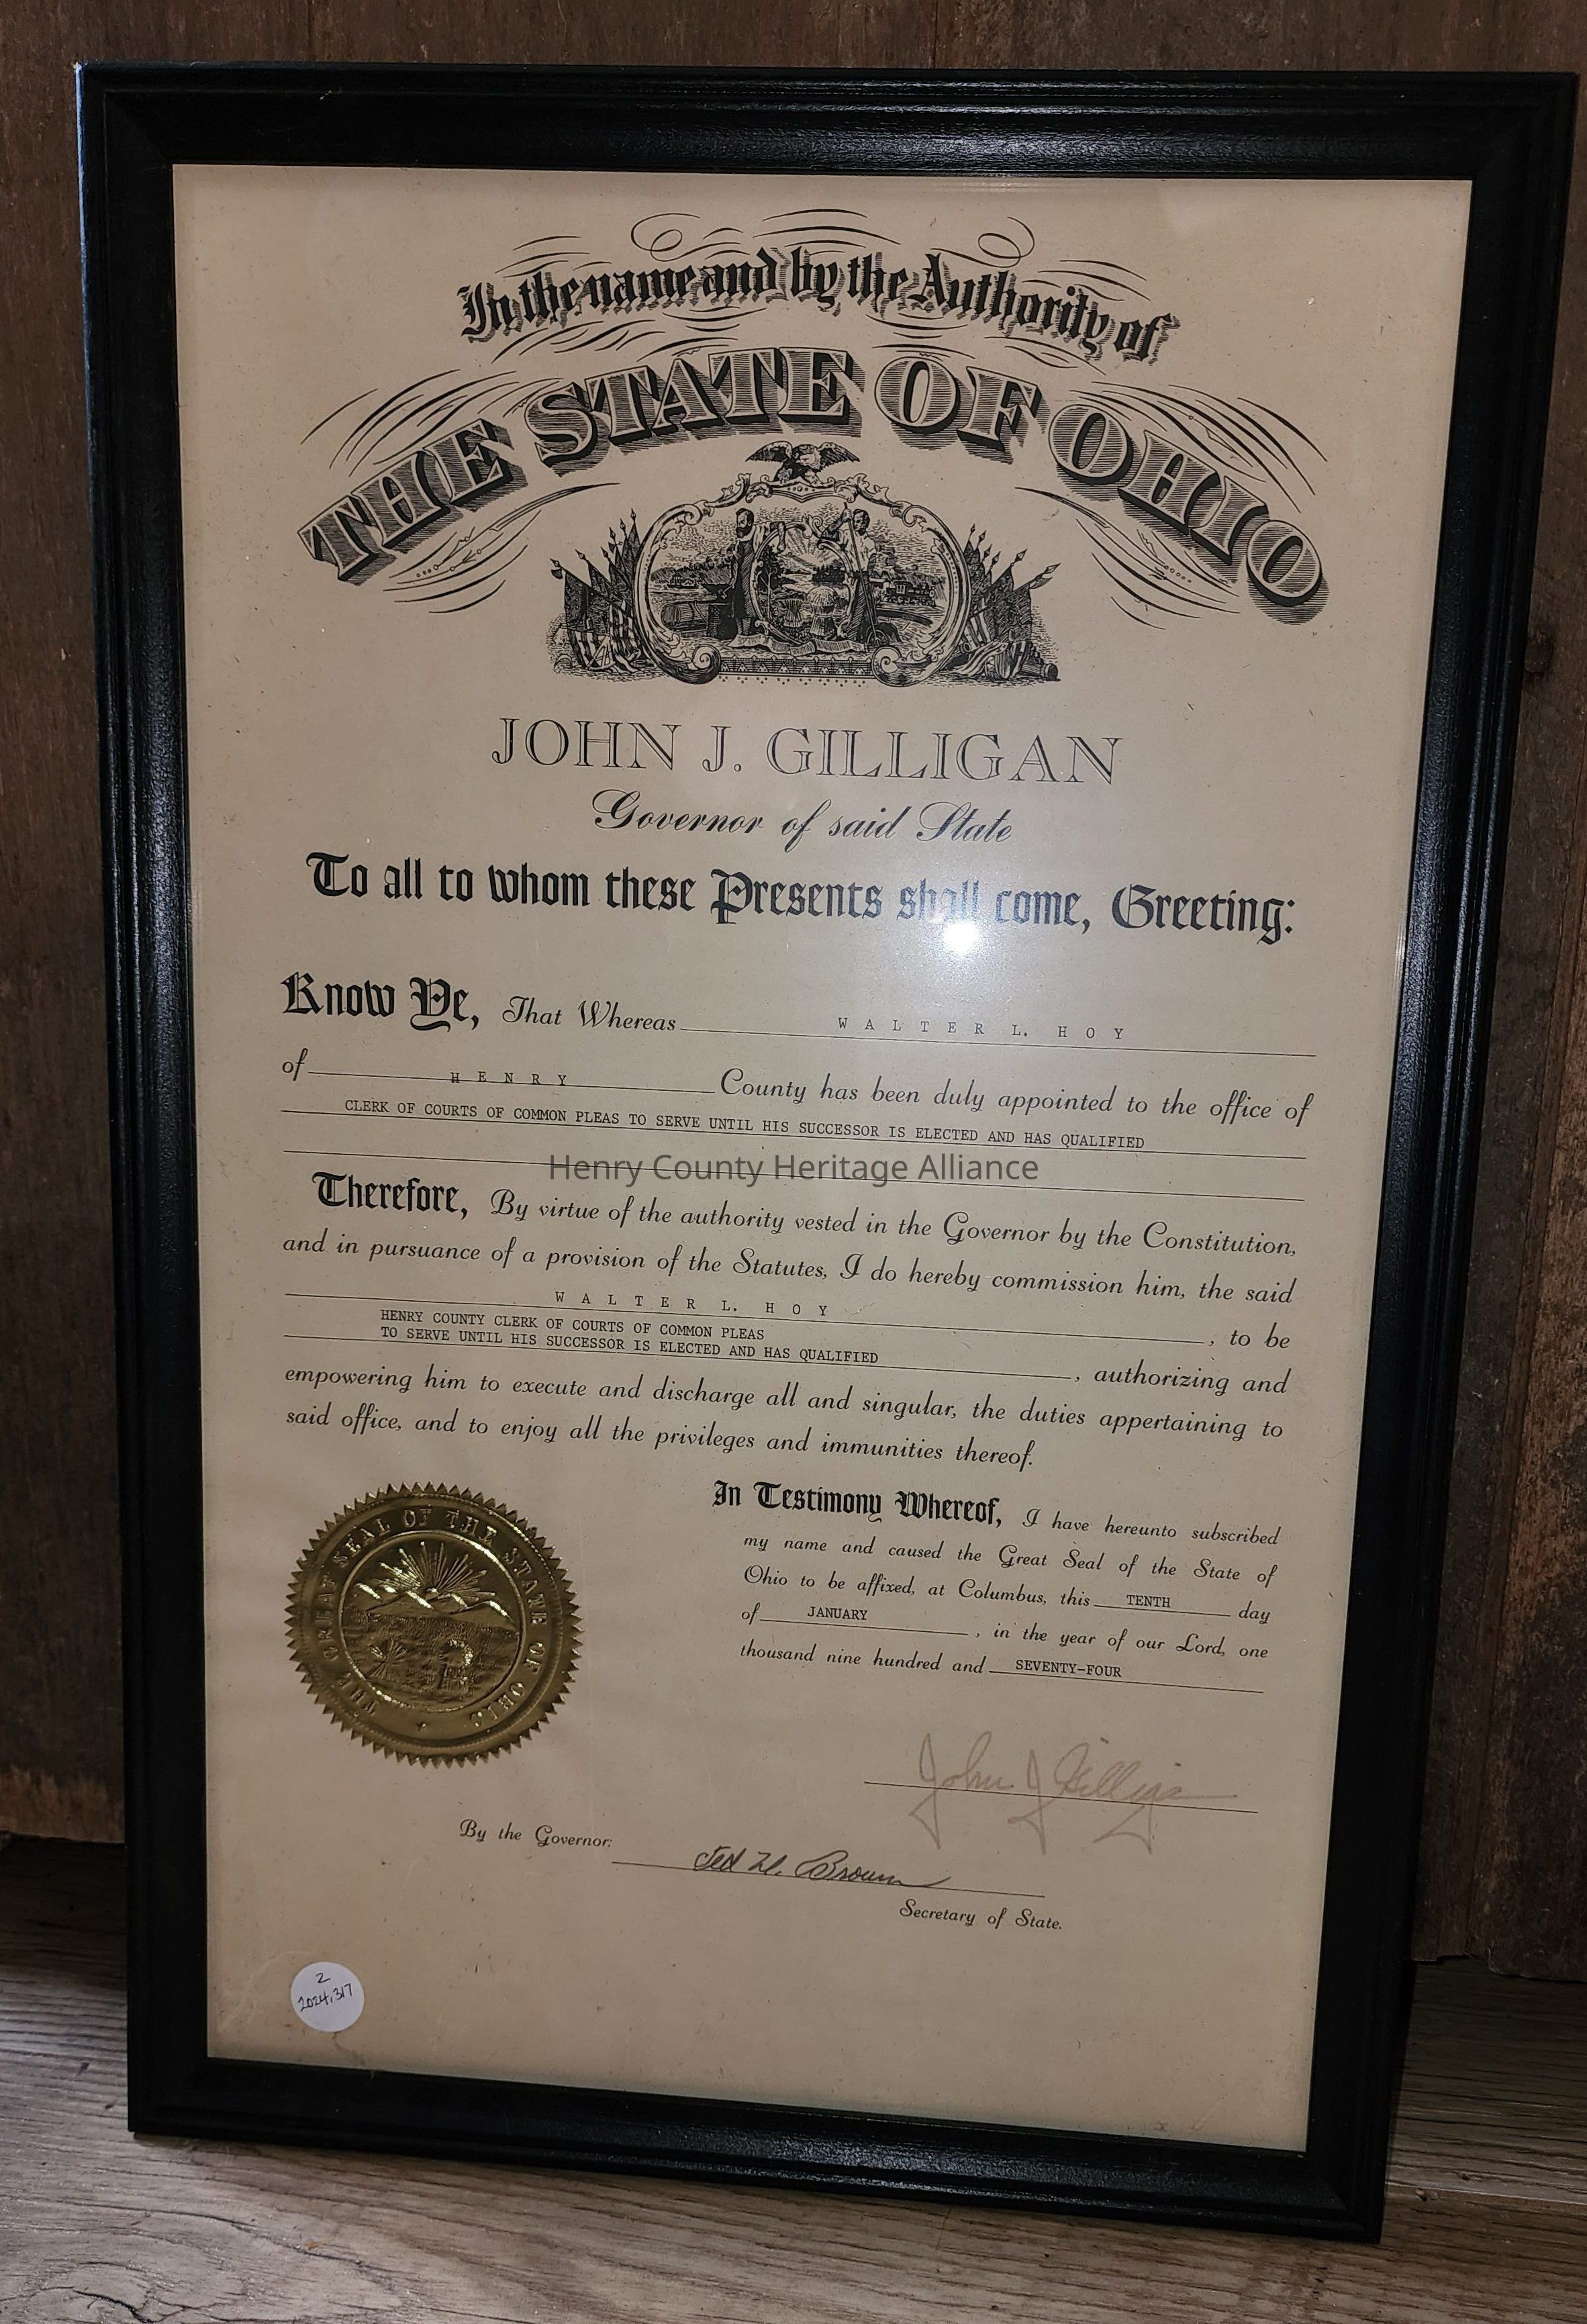 In the name and by the Authority of
THE STATE OF OHIO
JOHN J. GILLIGAN
Governor of said State
To all to whom these Presents shall come, Greeting:
Know Ye, That Whereas W A L T E R L. H O Y
of H E N R Y County has been duly appointed to the office of
CLERK OF COURTS OF COMMON PLEAS TO SERVE UNTIL HIS SUCCESSOR IS ELECTED AND HAS QUALIFIED
Henry County Heritage Alliance
Therefore, By virtue of the authority vested in the Governor by the Constitution,
and in pursuance of a provision of the Statutes, I do hereby commission him, the said
W A L T E R L. H O Y
HENRY COUNTY CLERK OF COURTS OF COMMON PLEAS , to be
TO SERVE UNTIL HIS SUCCESSOR IS ELECTED AND HAS QUALIFIED , authorizing and
empowering him to execute and discharge all and singular, the duties appertaining to
said office, and to enjoy all the privileges and immunities thereof.
In Testimony Whereof, I have hereunto subscribed
my name and caused the Great Seal of the State of
Ohio to be affixed, at Columbus, this TENTH day
of JANUARY , in the year of our Lord, one
thousand nine hundred and SEVENTY-FOUR
THE GREAT SEAL OF THE STATE OF OHIO
John J Gilligan
By the Governor:
Ted W. Brown
Secretary of State.
2
2024.317